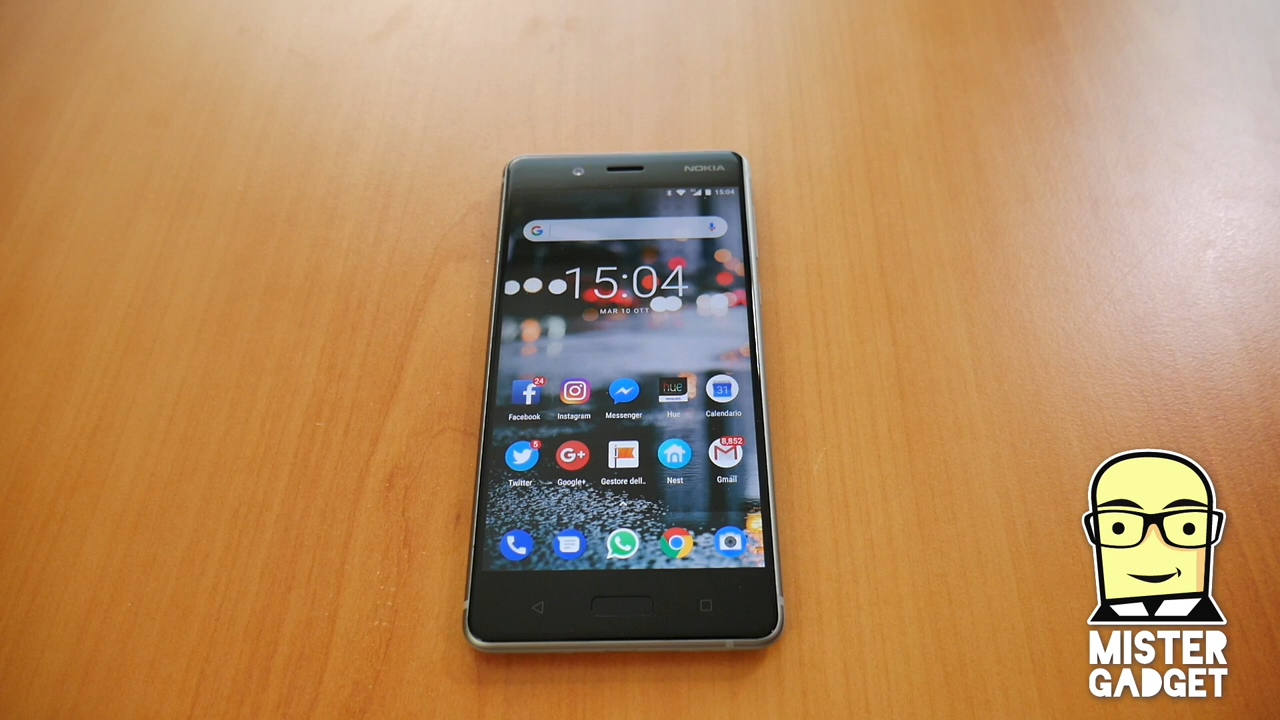 NOKIA
15:04
G
15:04
MAR 10 OTT
24
hue
31
Facebook
Instagram
Messenger
Hue
Calendario
5
G+
8,852
Twitter
Google+
Gestore dell..
Nest
Gmail
MISTER
GADGET